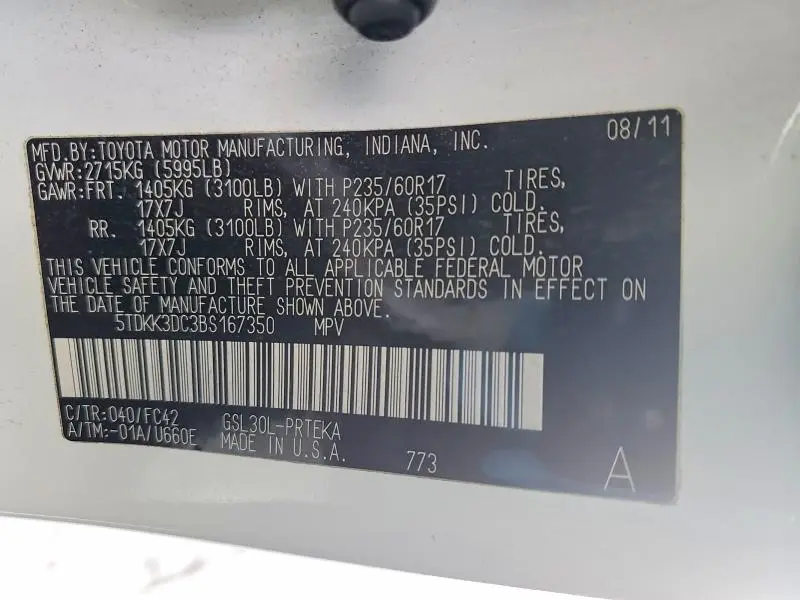 MFD.BY:TOYOTA MOTOR MANUFACTURING, INDIANA, INC. 08/11
GVWR:2715KG (5995LB)
GAWR:FRT. 1405KG (3100LB) WITH P235/60R17 TIRES,
17X7J RIMS, AT 240KPA (35PSI) COLD.
RR. 1405KG (3100LB) WITH P235/60R17 TIRES,
17X7J RIMS, AT 240KPA (35PSI) COLD.
THIS VEHICLE CONFORMS TO ALL APPLICABLE FEDERAL MOTOR
VEHICLE SAFETY AND THEFT PREVENTION STANDARDS IN EFFECT ON
THE DATE OF MANUFACTURE SHOWN ABOVE.
5TDKK3DC3BS167350 MPV
C/TR:040/FC42 GSL30L-PRTEKA
A/TM:-01A/U660E MADE IN U.S.A. 773 A